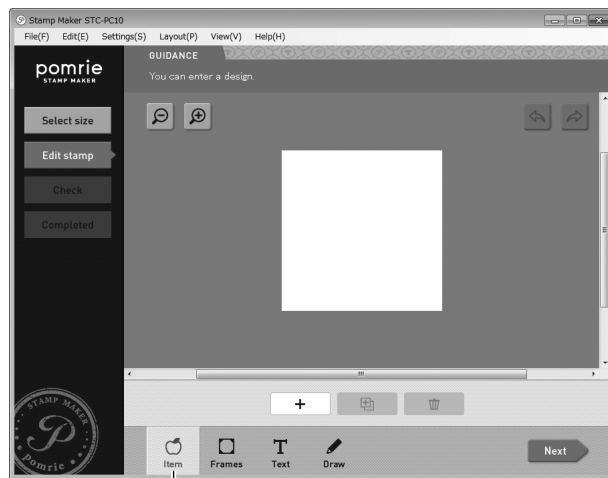 Stamp Maker STC-PC10
File(F) Edit(E) Settings(S) Layout(P) View(V) Help(H)
pomrie
STAMP MAKER
GUIDANCE
You can enter a design.
Select size
Edit stamp
Check
Completed
STAMP MAKER
P
Pomrie
Item Frames Text Draw
Next